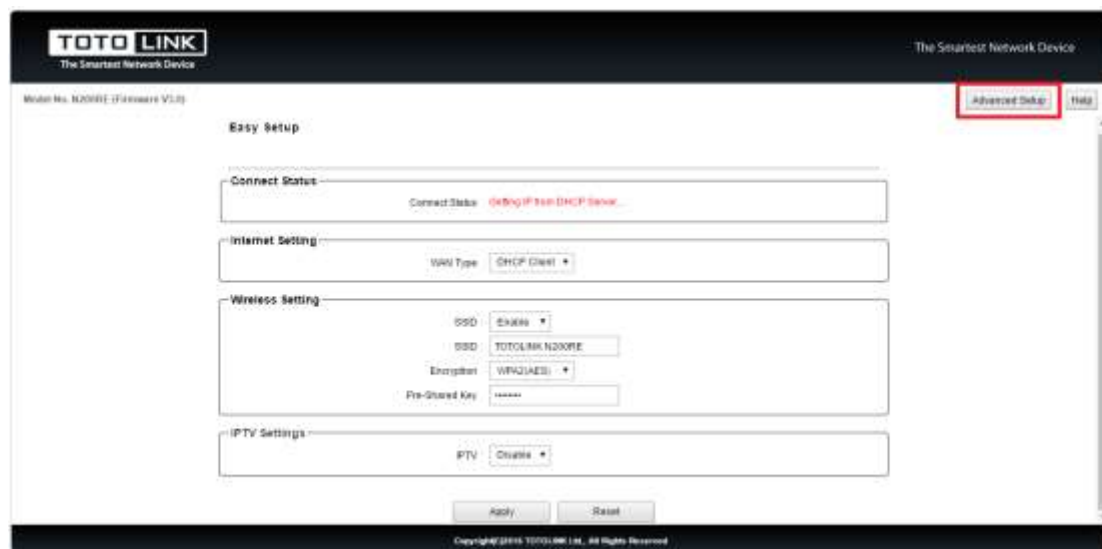 TOTO LINK
The Smartest Network Device
The Smartest Network Device
Model No. N200RE (Firmware V3.0)
Advanced Setup
Help
Easy Setup
Connect Status
Connect Status Getting IP from DHCP Server...
Internet Setting
WAN Type DHCP Client
Wireless Setting
SSID Enable
SSID TOTOLINK N200RE
Encryption WPA2(AES)
Pre-Shared Key ••••••••
IPTV Settings
IPTV Disable
Apply Reset
Copyright(C)2016 TOTOLINK Ltd., All Rights Reserved